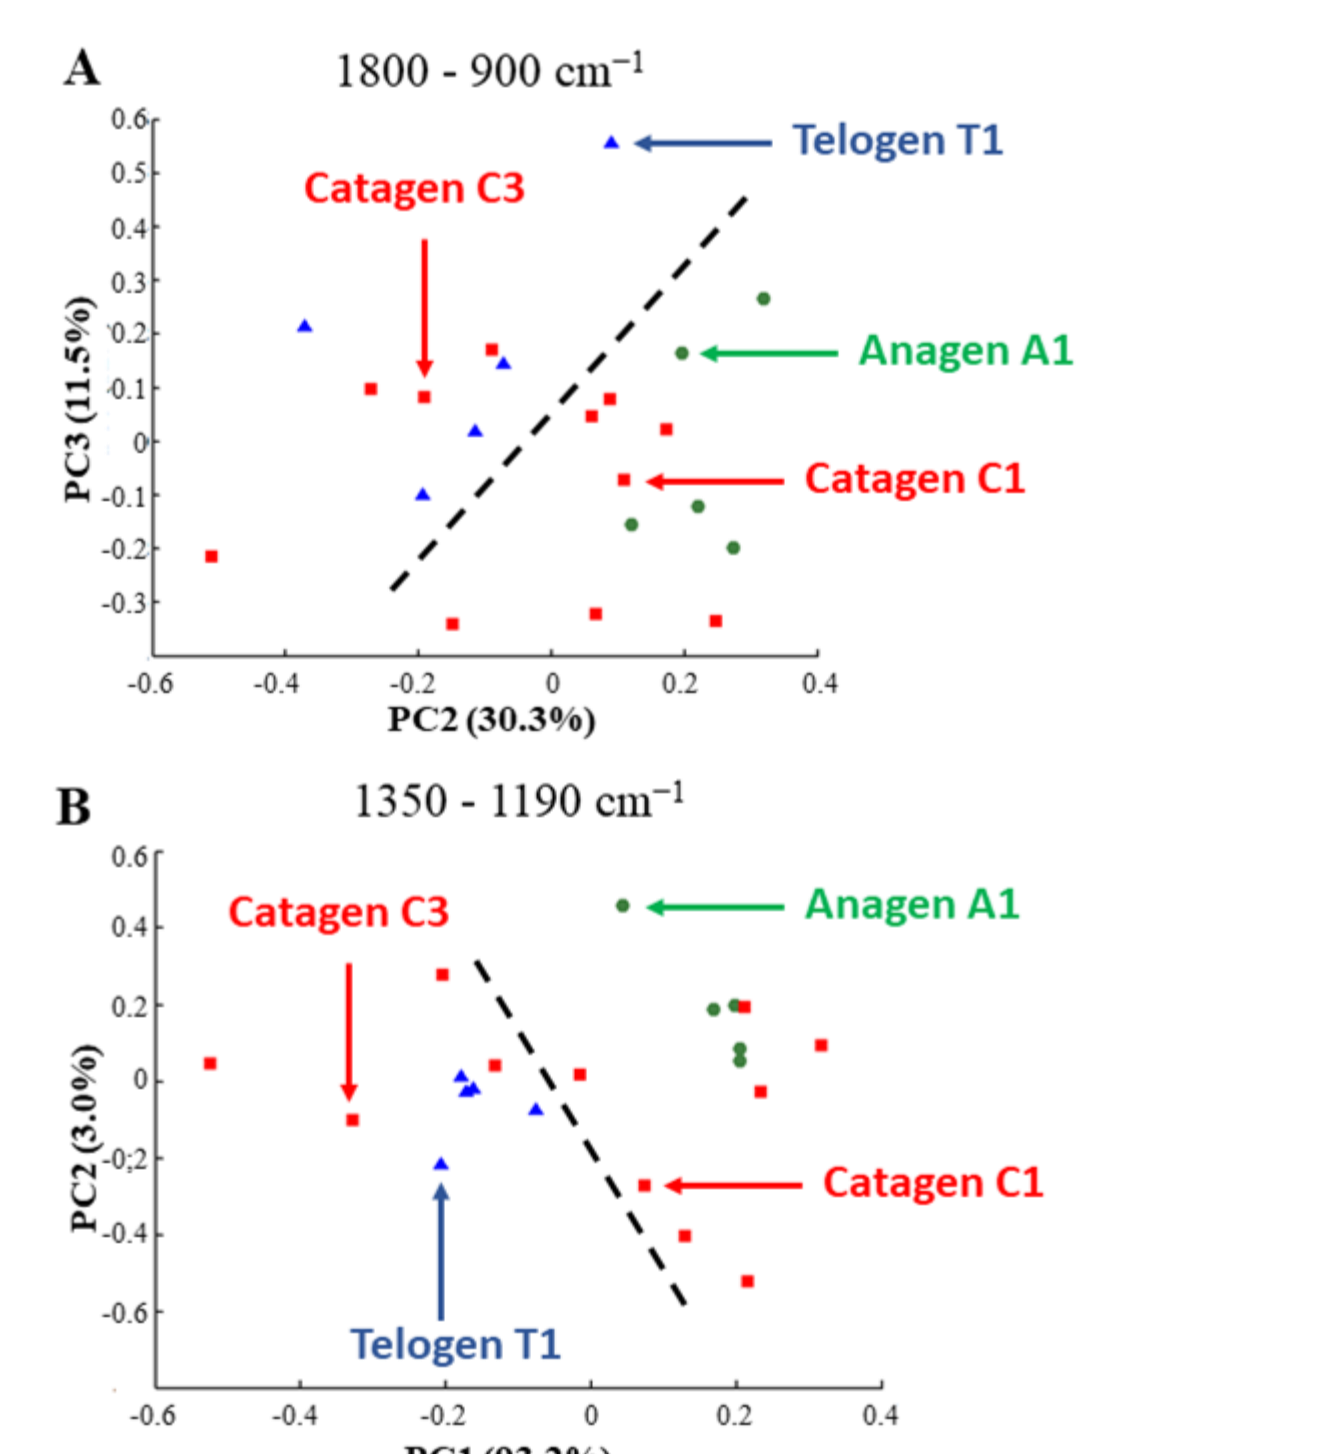 A
1800 - 900 cm⁻¹
Telogen T1
Catagen C3
Anagen A1
Catagen C1
0.6
0.5
0.4
0.3
0.2
0.1
0
-0.1
-0.2
-0.3
PC3 (11.5%)
-0.6 -0.4 -0.2 0 0.2 0.4
PC2 (30.3%)
B
1350 - 1190 cm⁻¹
Catagen C3
Anagen A1
Catagen C1
Telogen T1
0.6
0.4
0.2
0
-0.2
-0.4
-0.6
PC2 (3.0%)
-0.6 -0.4 -0.2 0 0.2 0.4
PC1 (93.2%)